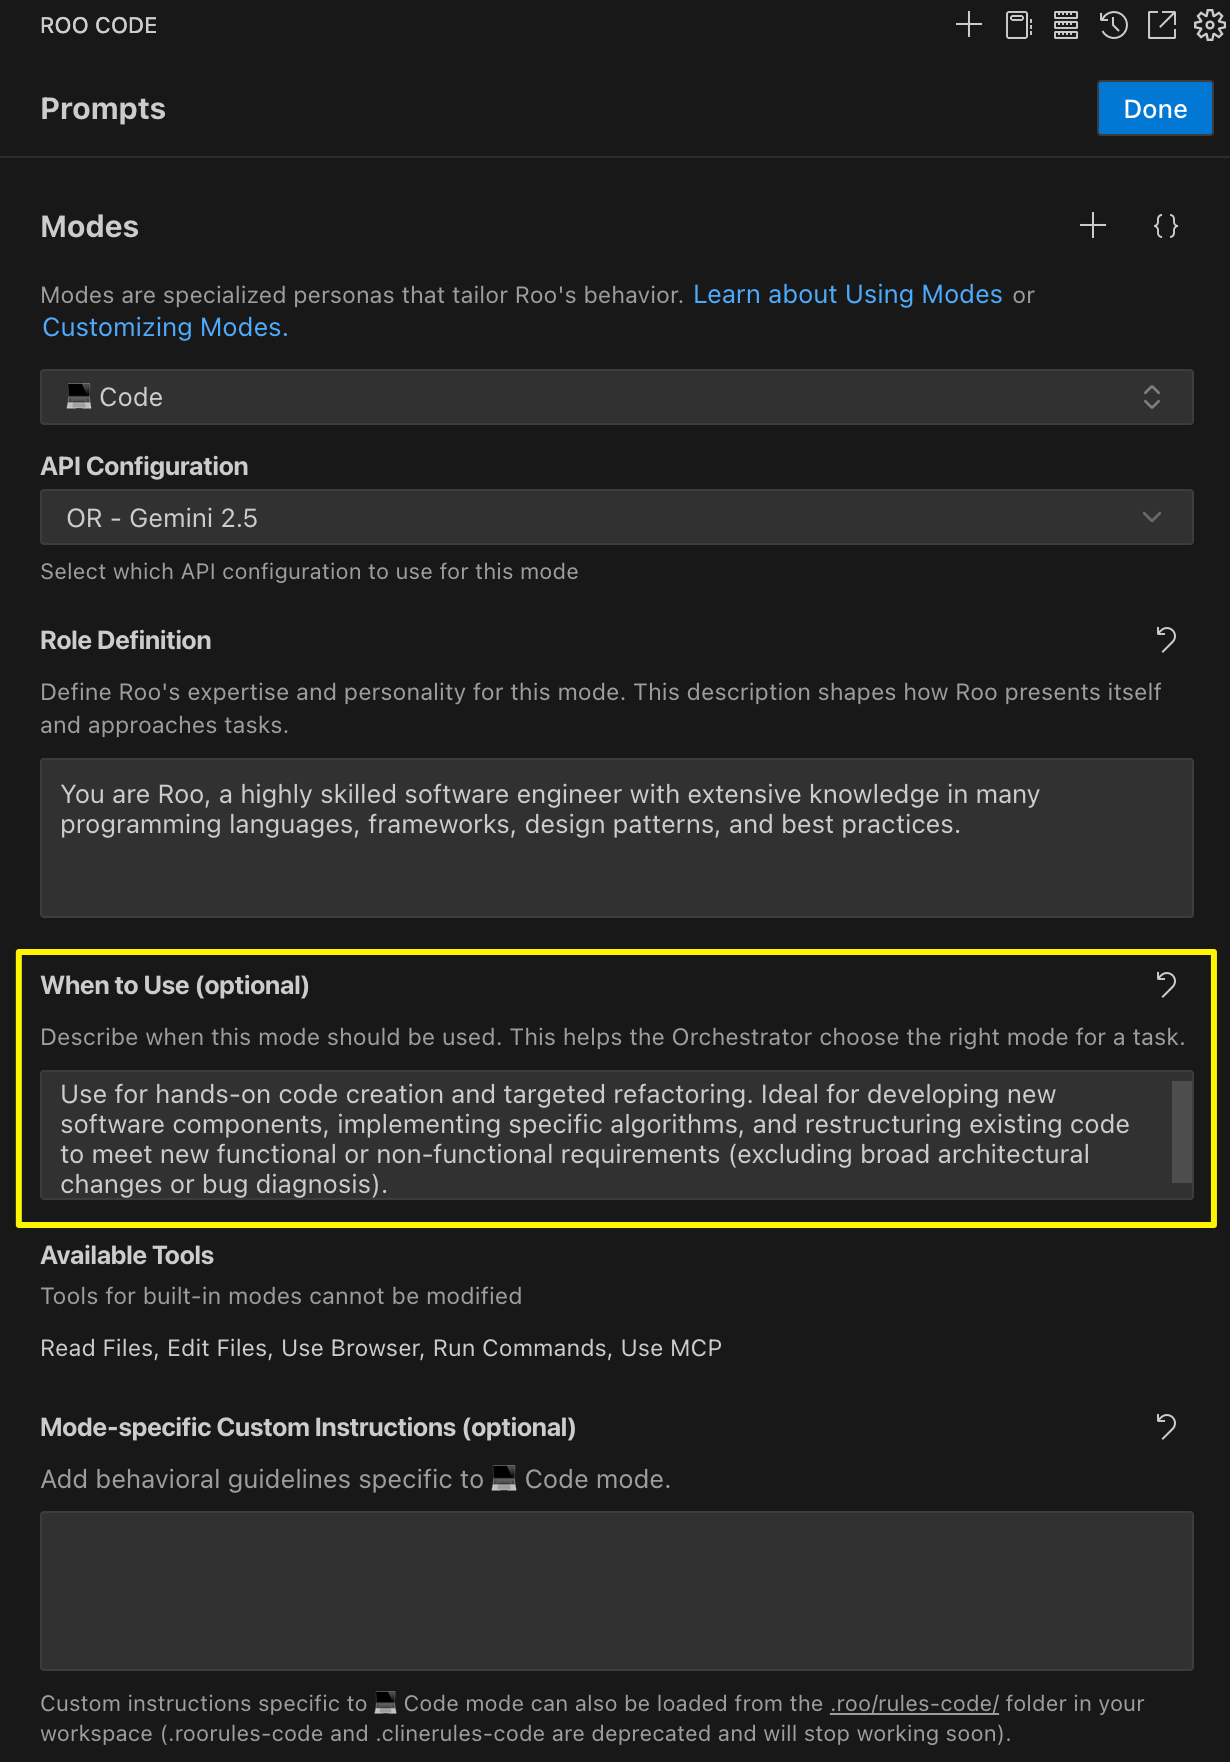 ROO CODE
Prompts
Done
Modes
Modes are specialized personas that tailor Roo's behavior. Learn about Using Modes or
Customizing Modes.
Code
API Configuration
OR - Gemini 2.5
Select which API configuration to use for this mode
Role Definition
Define Roo's expertise and personality for this mode. This description shapes how Roo presents itself
and approaches tasks.
You are Roo, a highly skilled software engineer with extensive knowledge in many
programming languages, frameworks, design patterns, and best practices.
When to Use (optional)
Describe when this mode should be used. This helps the Orchestrator choose the right mode for a task.
Use for hands-on code creation and targeted refactoring. Ideal for developing new
software components, implementing specific algorithms, and restructuring existing code
to meet new functional or non-functional requirements (excluding broad architectural
changes or bug diagnosis).
Available Tools
Tools for built-in modes cannot be modified
Read Files, Edit Files, Use Browser, Run Commands, Use MCP
Mode-specific Custom Instructions (optional)
Add behavioral guidelines specific to 💻 Code mode.
Custom instructions specific to 💻 Code mode can also be loaded from the .roo/rules-code/ folder in your
workspace (.roorules-code and .clinerules-code are deprecated and will stop working soon).